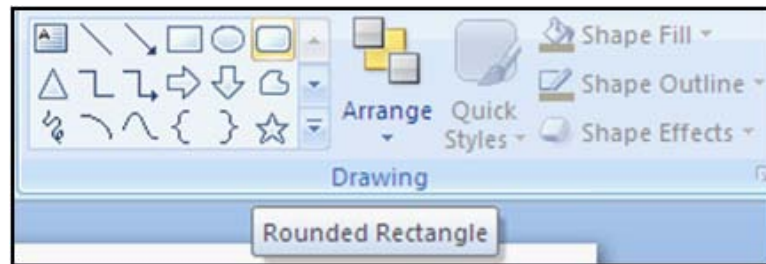 A
Shape Fill
Shape Outline
Shape Effects
Arrange
Quick
Styles
Drawing
Rounded Rectangle